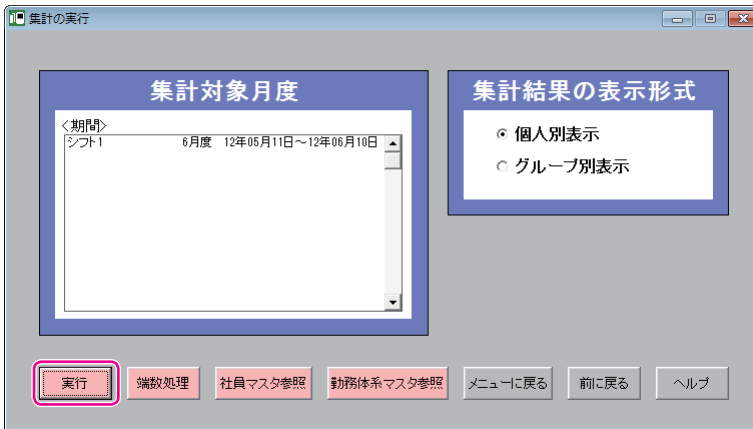 集計の実行
集計対象月度
<期間>
シフト1 6月度 12年05月11日~12年06月10日
集計結果の表示形式
個人別表示
グループ別表示
実行 端数処理 社員マスタ参照 勤務体系マスタ参照 メニューに戻る 前に戻る ヘルプ